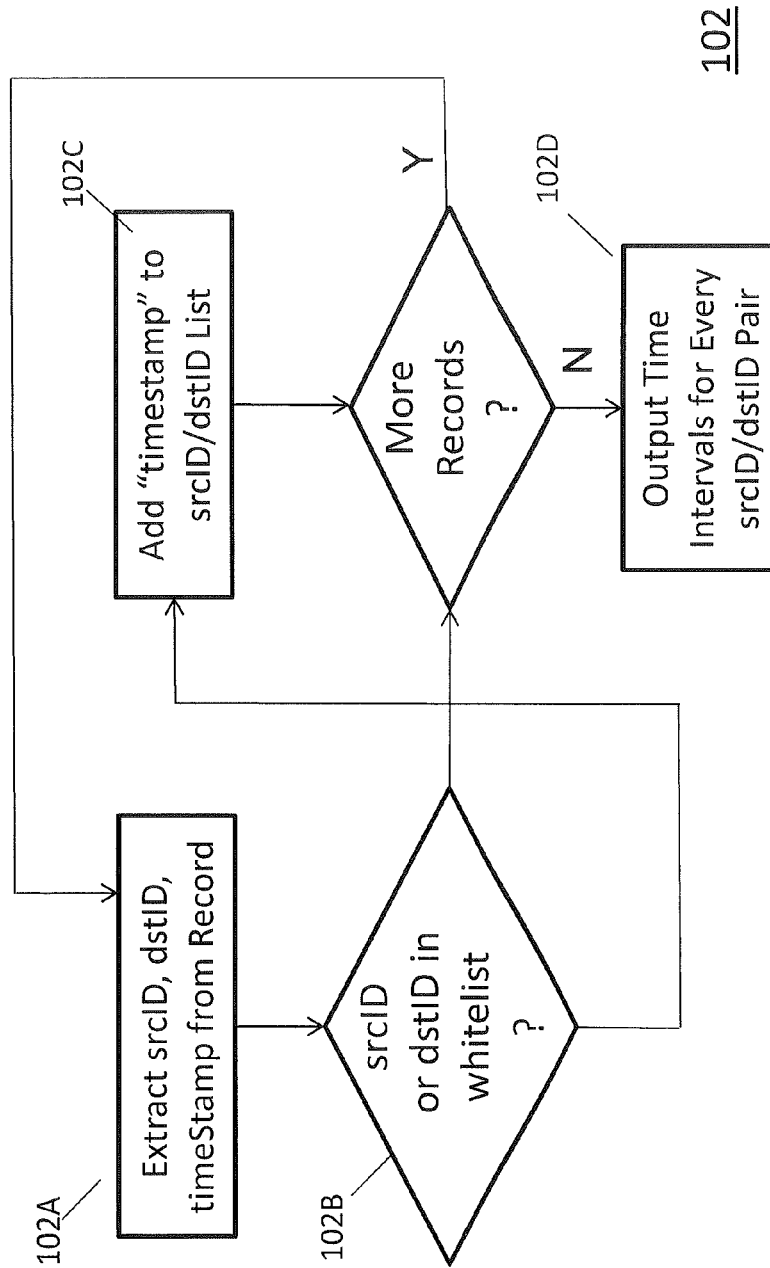 102A
Extract srcID, dstID,
timeStamp from Record
102B
srcID
or dstID in
whitelist
?
102C
Add “timestamp” to
srcID/dstID List
More
Records
?
Y
N
102D
Output Time
Intervals for Every
srcID/dstID Pair
102